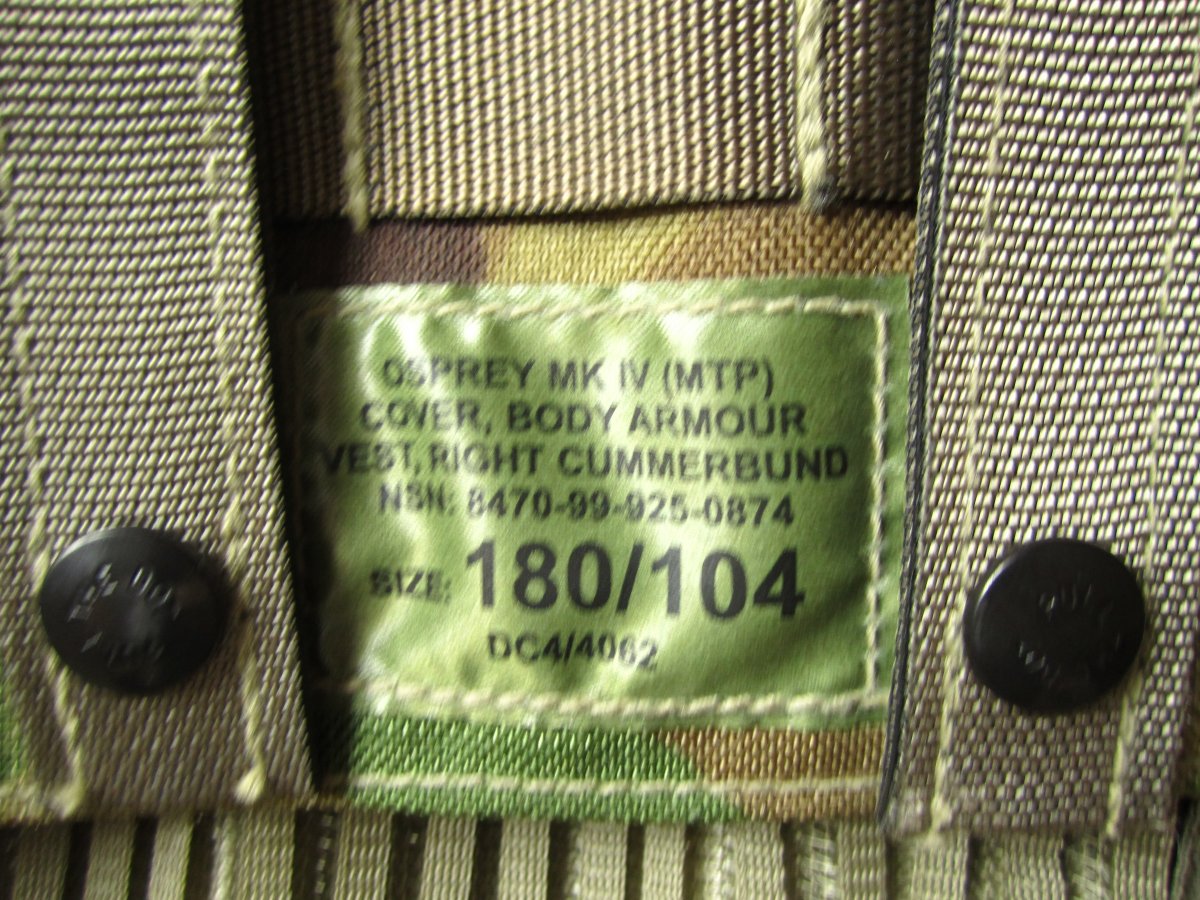 OSPREY MK IV (MTP)
COVER, BODY ARMOUR
VEST, RIGHT CUMMERBUND
NSN: 8470-99-925-0874
SIZE: 180/104
DC4/4062